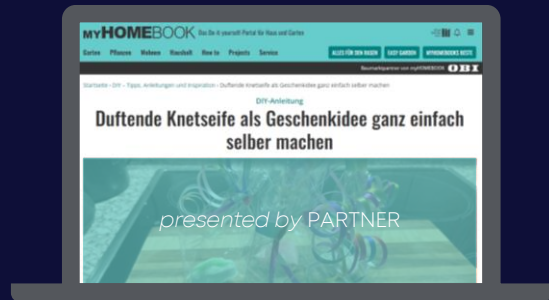 myHOMEBOOK Das Do-it-yourself-Portal für Haus und Garten
Garten Pflanzen Wohnen Haushalt How to Projects Service ALLES FÜR DEN RASEN EASY GARDEN MYHOMEBOOKS BESTE
Baumarktpartner von myHOMEBOOK OBI
Startseite › DIY – Tipps, Anleitungen und Inspiration › Duftende Knetseife als Geschenkidee ganz einfach selber machen
DIY-Anleitung
Duftende Knetseife als Geschenkidee ganz einfach
selber machen
presented by PARTNER